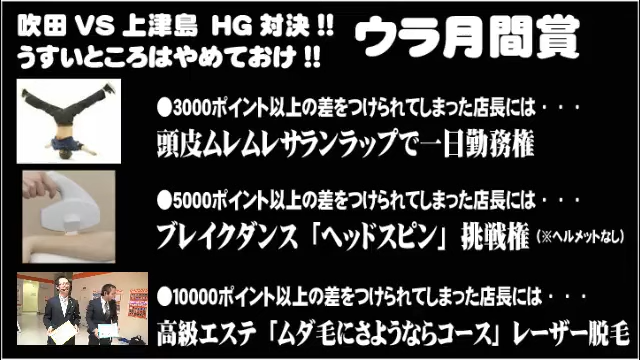 吹田 VS 上津島 HG 対決!!
うすいところはやめておけ!!
ウラ月間賞
●3000ポイント以上の差をつけられてしまった店長には・・・
頭皮ムレムレサランラップで一日勤務権
●5000ポイント以上の差をつけられてしまった店長には・・・
ブレイクダンス「ヘッドスピン」挑戦権(※ヘルメットなし)
●10000ポイント以上の差をつけられてしまった店長には・・・
高級エステ「ムダ毛にさようならコース」レーザー脱毛